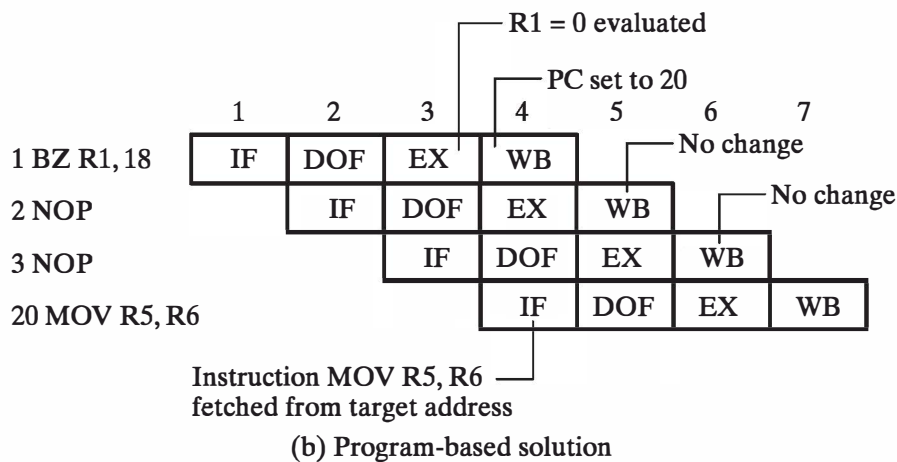 R1 = 0 evaluated
PC set to 20
1 2 3 4 5 6 7
1 BZ R1, 18 IF DOF EX WB No change
2 NOP IF DOF EX WB No change
3 NOP IF DOF EX WB
20 MOV R5, R6 IF DOF EX WB
Instruction MOV R5, R6
fetched from target address
(b) Program-based solution